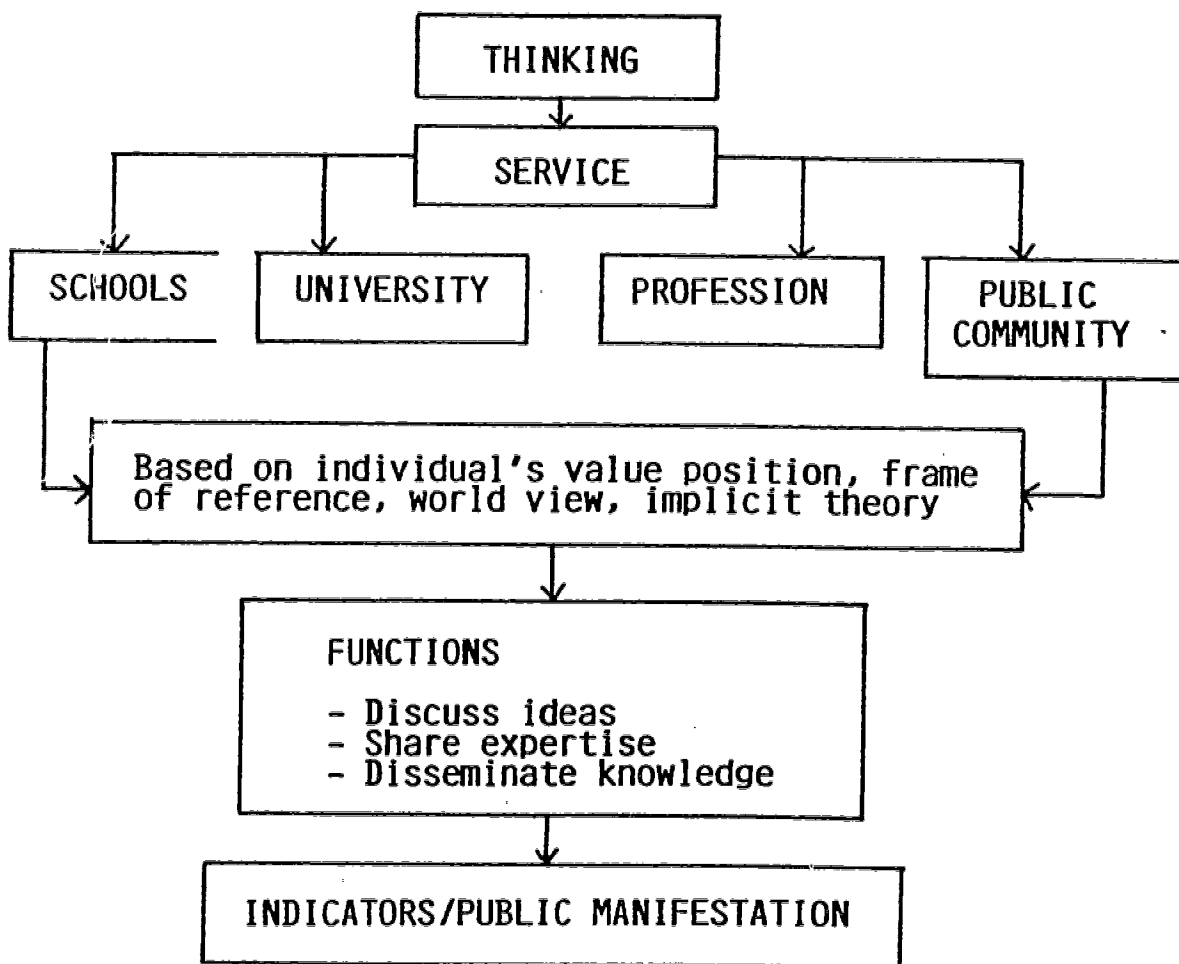 THINKING
SERVICE
SCHOOLS
UNIVERSITY
PROFESSION
PUBLIC
COMMUNITY
Based on individual's value position, frame
of reference, world view, implicit theory
FUNCTIONS
- Discuss ideas
- Share expertise
- Disseminate knowledge
INDICATORS/PUBLIC MANIFESTATION